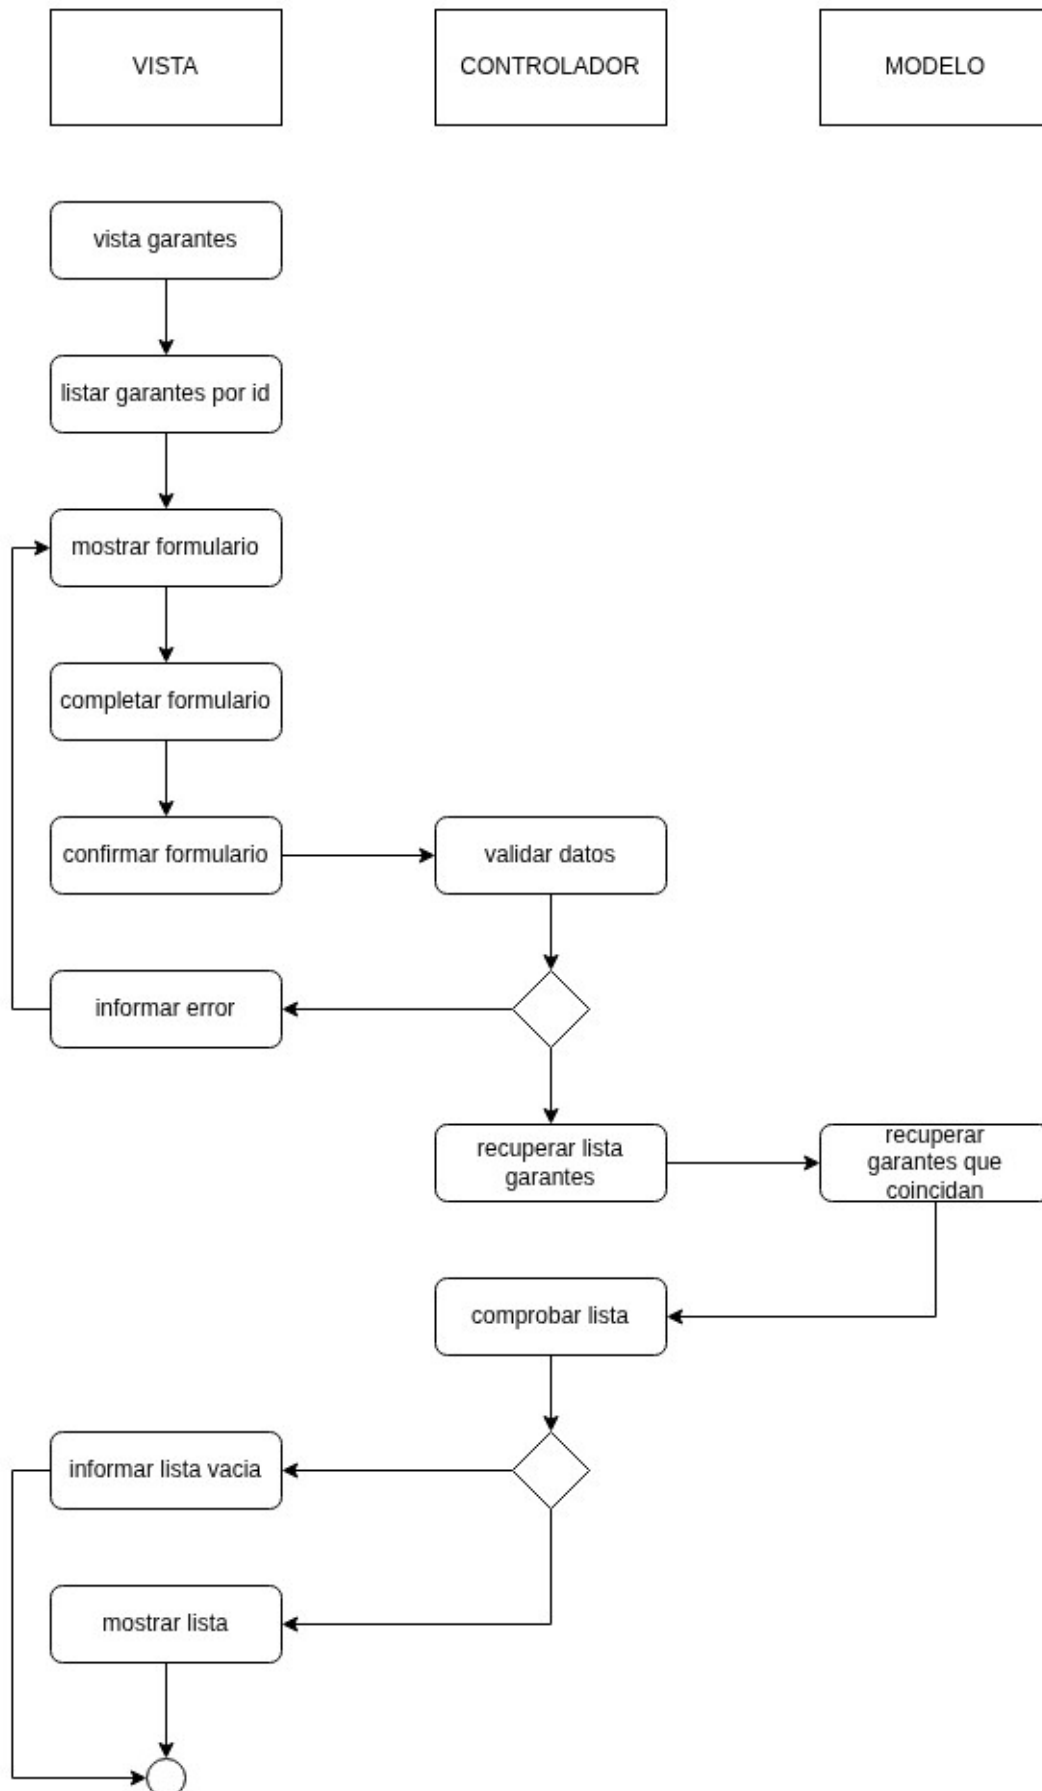 VISTA
CONTROLADOR
MODELO
vista garantes
listar garantes por id
mostrar formulario
completar formulario
confirmar formulario
validar datos
informar error
recuperar lista
garantes
recuperar
garantes que
coincidan
comprobar lista
informar lista vacia
mostrar lista